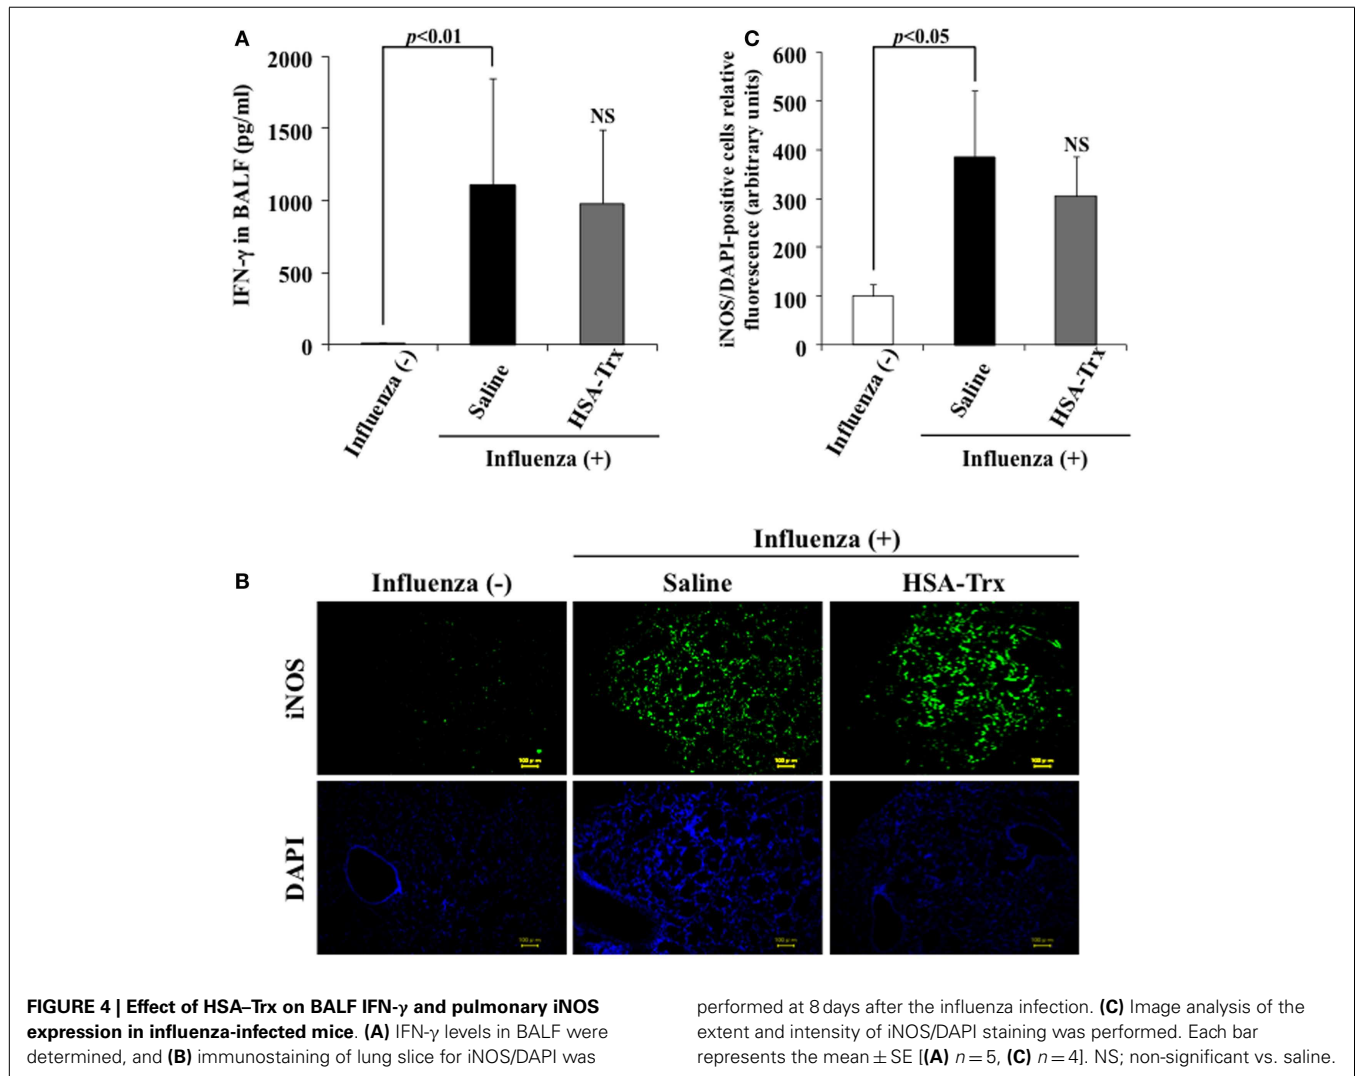 A
p<0.01
IFN-γ in BALF (pg/ml)
2000
1500
1000
500
0
NS
Influenza (-)
Saline
HSA-Trx
Influenza (+)
C
p<0.05
iNOS/DAPI-positive cells relative
fluorescence (arbitrary units)
600
500
400
300
200
100
0
NS
Influenza (-)
Saline
HSA-Trx
Influenza (+)
B
Influenza (+)
Influenza (-)
Saline
HSA-Trx
iNOS
100μm
100μm
100μm
DAPI
100μm
100μm
100μm
FIGURE 4 | Effect of HSA–Trx on BALF IFN-γ and pulmonary iNOS
expression in influenza-infected mice. (A) IFN-γ levels in BALF were
determined, and (B) immunostaining of lung slice for iNOS/DAPI was
performed at 8 days after the influenza infection. (C) Image analysis of the
extent and intensity of iNOS/DAPI staining was performed. Each bar
represents the mean ± SE [(A) n = 5, (C) n = 4]. NS; non-significant vs. saline.